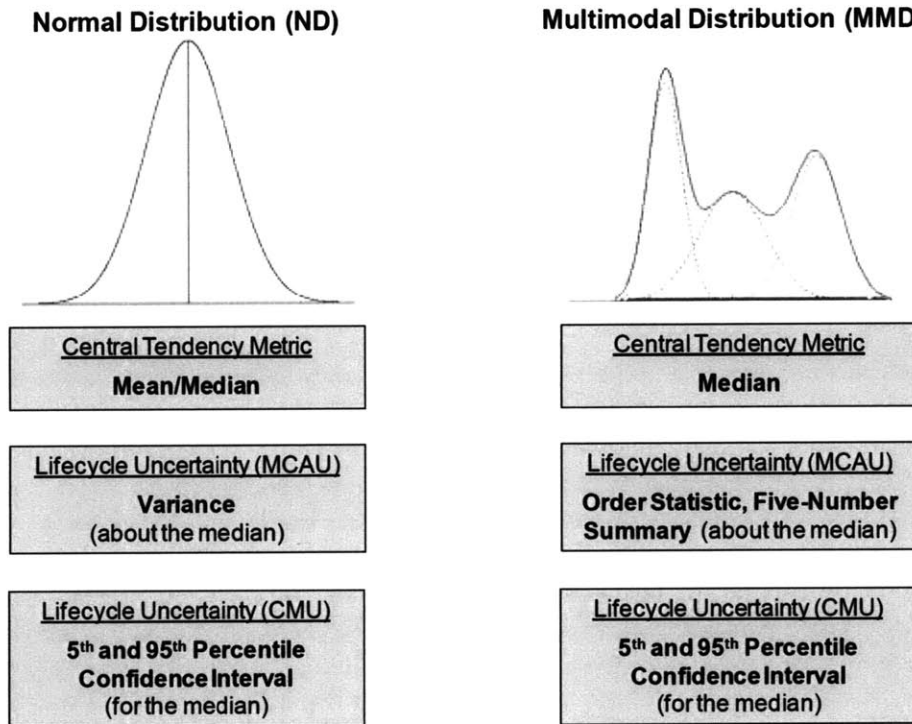 Normal Distribution (ND)
Multimodal Distribution (MMD
Central Tendency Metric
Mean/Median
Lifecycle Uncertainty (MCAU)
Variance
(about the median)
Lifecycle Uncertainty (CMU)
5th and 95th Percentile
Confidence Interval
(for the median)
Central Tendency Metric
Median
Lifecycle Uncertainty (MCAU)
Order Statistic, Five-Number
Summary (about the median)
Lifecycle Uncertainty (CMU)
5th and 95th Percentile
Confidence Interval
(for the median)